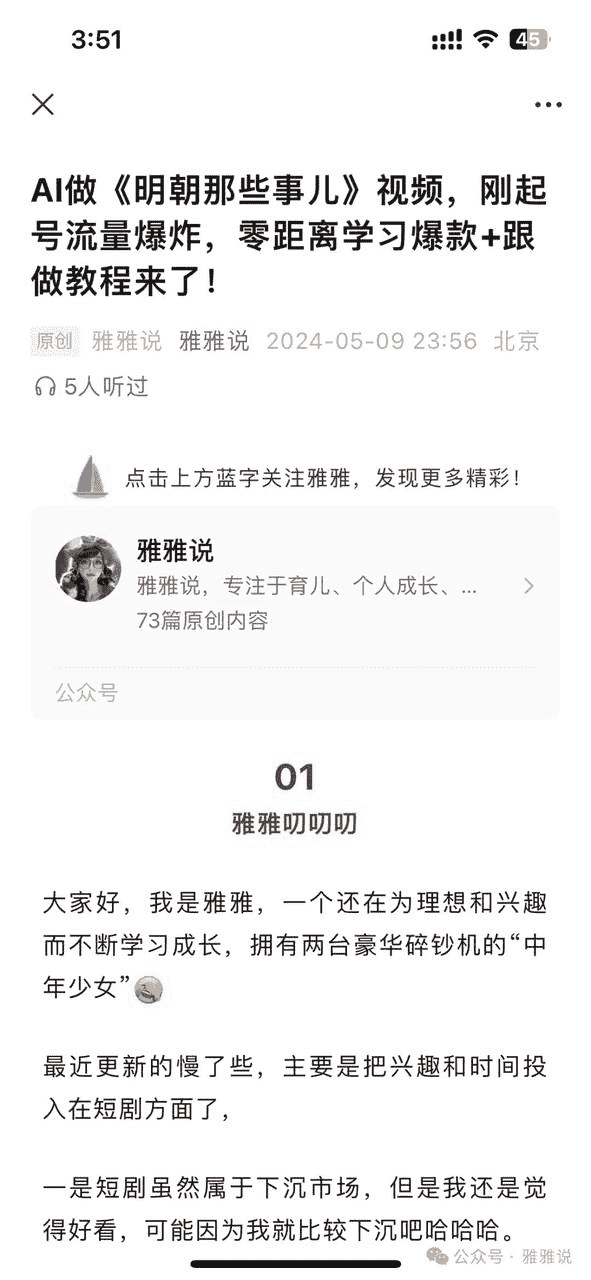 3:51
45
AI做《明朝那些事儿》视频，刚起
号流量爆炸，零距离学习爆款+跟
做教程来了！
原创 雅雅说 雅雅说 2024-05-09 23:56 北京
5人听过
点击上方蓝字关注雅雅，发现更多精彩！
雅雅说
雅雅说，专注于育儿、个人成长、...
73篇原创内容
公众号
01
雅雅叨叨叨
大家好，我是雅雅，一个还在为理想和兴趣
而不断学习成长，拥有两台豪华碎钞机的“中
年少女”
最近更新的慢了些，主要是把兴趣和时间投
入在短剧方面了，
一是短剧虽然属于下沉市场，但是我还是觉
得好看，可能因为我就比较下沉吧哈哈哈。
公众号 · 雅雅说